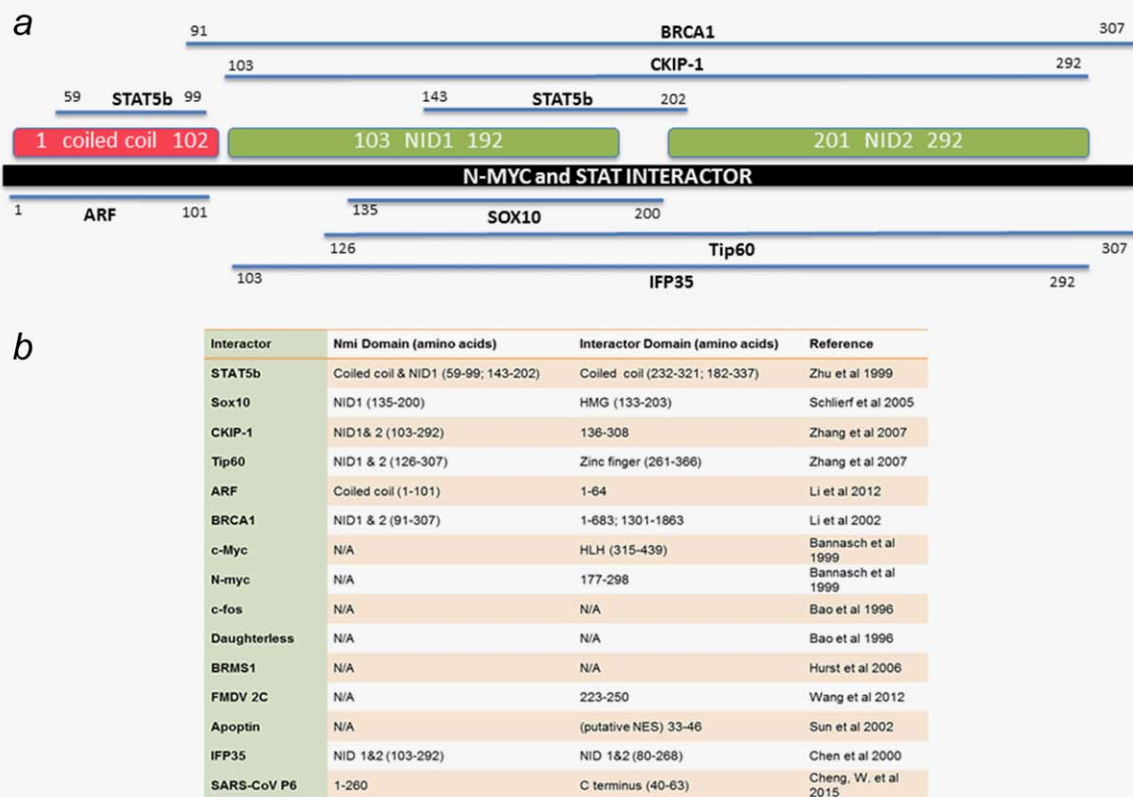 a
91 BRCA1 307
103 CKIP-1 292
59 STAT5b 99
143 STAT5b 202
1 coiled coil 102
103 NID1 192
201 NID2 292
N-MYC and STAT INTERACTOR
1 ARF 101
135 SOX10 200
126 Tip60 307
103 IFP35 292
b
Interactor Nmi Domain (amino acids) Interactor Domain (amino acids) Reference
STAT5b Coiled coil & NID1 (59-99; 143-202) Coiled coil (232-321; 182-337) Zhu et al 1999
Sox10 NID1 (135-200) HMG (133-203) Schlierf et al 2005
CKIP-1 NID1& 2 (103-292) 136-308 Zhang et al 2007
Tip60 NID1 & 2 (126-307) Zinc finger (261-366) Zhang et al 2007
ARF Coiled coil (1-101) 1-64 Li et al 2012
BRCA1 NID1 & 2 (91-307) 1-683; 1301-1863 Li et al 2002
c-Myc N/A HLH (315-439) Bannasch et al
1999
N-myc N/A 177-298 Bannasch et al
1999
c-fos N/A N/A Bao et al 1996
Daughterless N/A N/A Bao et al 1996
BRMS1 N/A N/A Hurst et al 2006
FMDV 2C N/A 223-250 Wang et al 2012
Apoptin N/A (putative NES) 33-46 Sun et al 2002
IFP35 NID 1&2 (103-292) NID 1&2 (80-268) Chen et al 2000
SARS-CoV P6 1-260 C terminus (40-63) Cheng, W. et al
2015